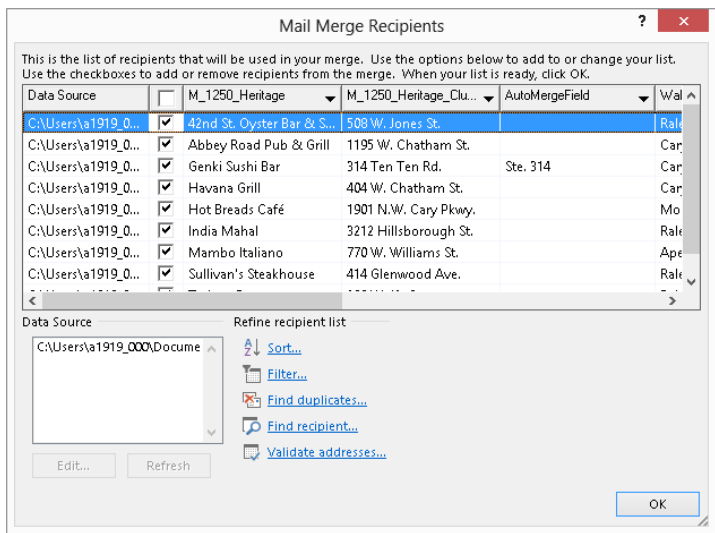 Mail Merge Recipients
?
×
This is the list of recipients that will be used in your merge. Use the options below to add to or change your list.
Use the checkboxes to add or remove recipients from the merge. When your list is ready, click OK.
Data Source M_1250_Heritage M_1250_Heritage_Clu... AutoMergeField Wal
C:\Users\a1919_0... 42nd St. Oyster Bar & S... 508 W. Jones St. Rale
C:\Users\a1919_0... Abbey Road Pub & Grill 1195 W. Chatham St. Cary
C:\Users\a1919_0... Genki Sushi Bar 314 Ten Ten Rd. Ste. 314 Cary
C:\Users\a1919_0... Havana Grill 404 W. Chatham St. Cary
C:\Users\a1919_0... Hot Breads Café 1901 N.W. Cary Pkwy. Mo
C:\Users\a1919_0... India Mahal 3212 Hillsborough St. Rale
C:\Users\a1919_0... Mambo Italiano 770 W. Williams St. Ape
C:\Users\a1919_0... Sullivan's Steakhouse 414 Glenwood Ave. Rale
Data Source Refine recipient list
C:\Users\a1919_000\Docume
Sort...
Filter...
Find duplicates...
Find recipient...
Validate addresses...
Edit... Refresh
OK